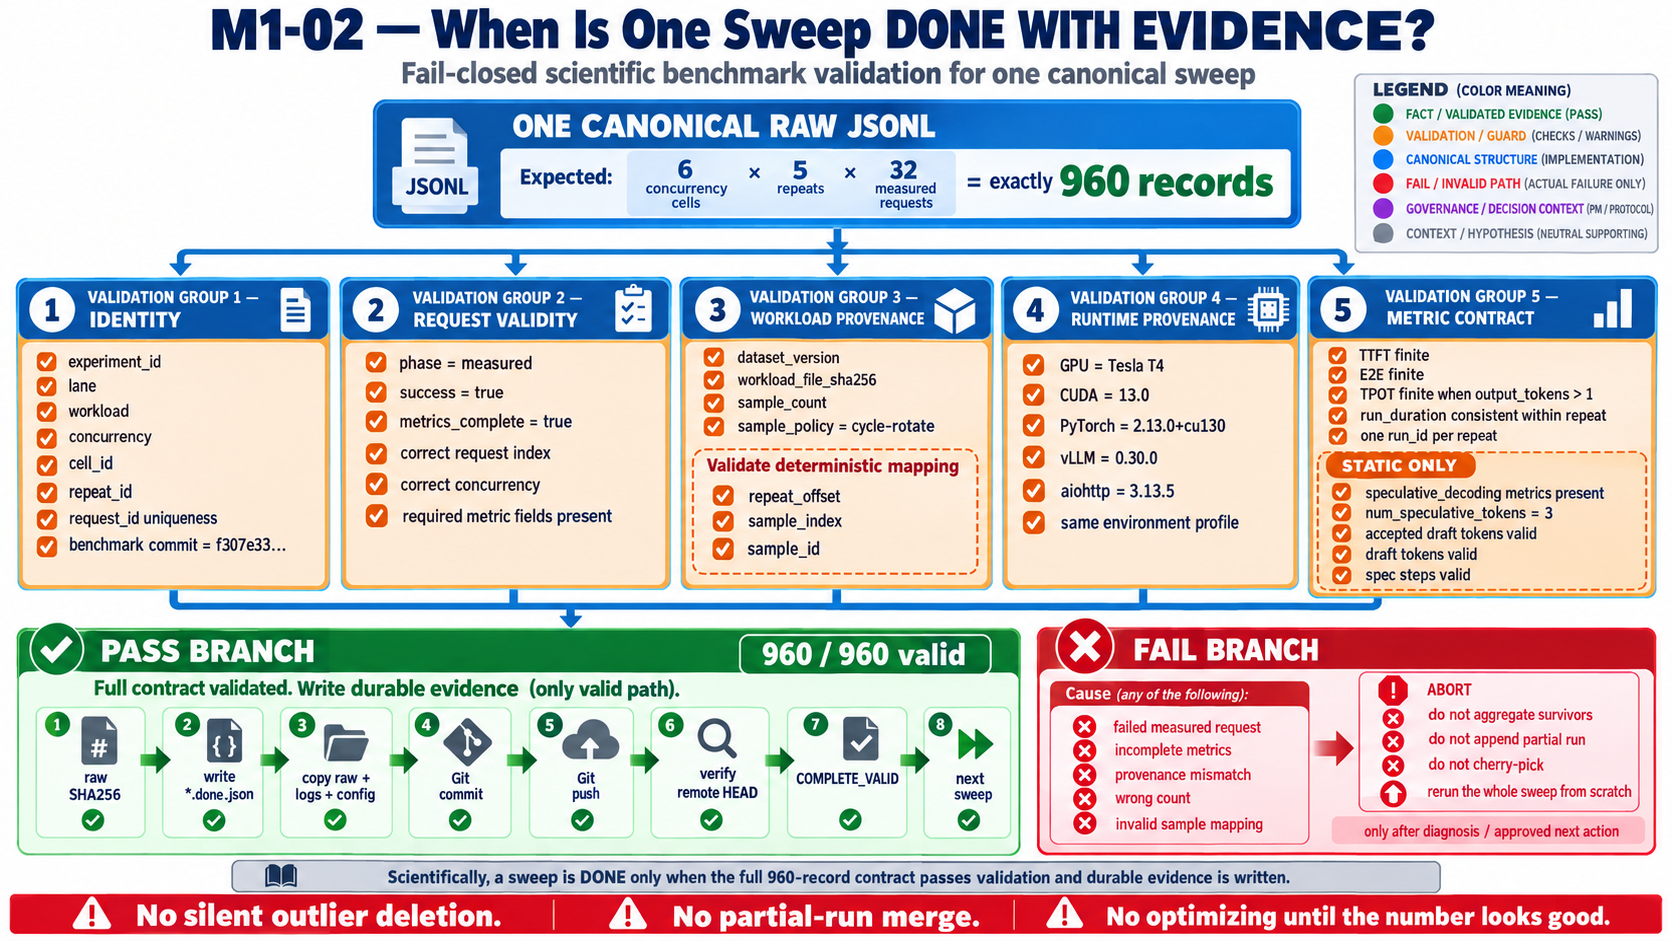 M1-02 — When Is One Sweep DONE WITH EVIDENCE?
Fail-closed scientific benchmark validation for one canonical sweep
LEGEND (COLOR MEANING)
FACT / VALIDATED EVIDENCE (PASS)
VALIDATION / GUARD (CHECKS / WARNINGS)
CANONICAL STRUCTURE (IMPLEMENTATION)
FAIL / INVALID PATH (ACTUAL FAILURE ONLY)
GOVERNANCE / DECISION CONTEXT (PM / PROTOCOL)
CONTEXT / HYPOTHESIS (NEUTRAL SUPPORTING)
JSONL
ONE CANONICAL RAW JSONL
Expected: 6 × 5 × 32 = exactly 960 records
concurrency cells
repeats
measured requests
1
VALIDATION GROUP 1 —
IDENTITY
experiment_id
lane
workload
concurrency
cell_id
repeat_id
request_id uniqueness
benchmark commit = f307e33...
2
VALIDATION GROUP 2 —
REQUEST VALIDITY
phase = measured
success = true
metrics_complete = true
correct request index
correct concurrency
required metric fields present
3
VALIDATION GROUP 3 —
WORKLOAD PROVENANCE
dataset_version
workload_file_sha256
sample_count
sample_policy = cycle-rotate
Validate deterministic mapping
repeat_offset
sample_index
sample_id
4
VALIDATION GROUP 4 —
RUNTIME PROVENANCE
GPU = Tesla T4
CUDA = 13.0
PyTorch = 2.13.0+cu130
vLLM = 0.30.0
aiohttp = 3.13.5
same environment profile
5
VALIDATION GROUP 5 —
METRIC CONTRACT
TTFT finite
E2E finite
TPOT finite when output_tokens > 1
run_duration consistent within repeat
one run_id per repeat
STATIC ONLY
speculative_decoding metrics present
num_speculative_tokens = 3
accepted draft tokens valid
draft tokens valid
spec steps valid
PASS BRANCH
960 / 960 valid
Full contract validated. Write durable evidence (only valid path).
1
#
raw
SHA256
2
{ }
write
*.done.json
3
copy raw +
logs + config
4
Git
commit
5
Git
push
6
verify
remote HEAD
7
COMPLETE_VALID
8
next
sweep
FAIL BRANCH
Cause (any of the following):
failed measured request
incomplete metrics
provenance mismatch
wrong count
invalid sample mapping
ABORT
do not aggregate survivors
do not append partial run
do not cherry-pick
rerun the whole sweep from scratch
only after diagnosis / approved next action
Scientifically, a sweep is DONE only when the full 960-record contract passes validation and durable evidence is written.
No silent outlier deletion.
No partial-run merge.
No optimizing until the number looks good.